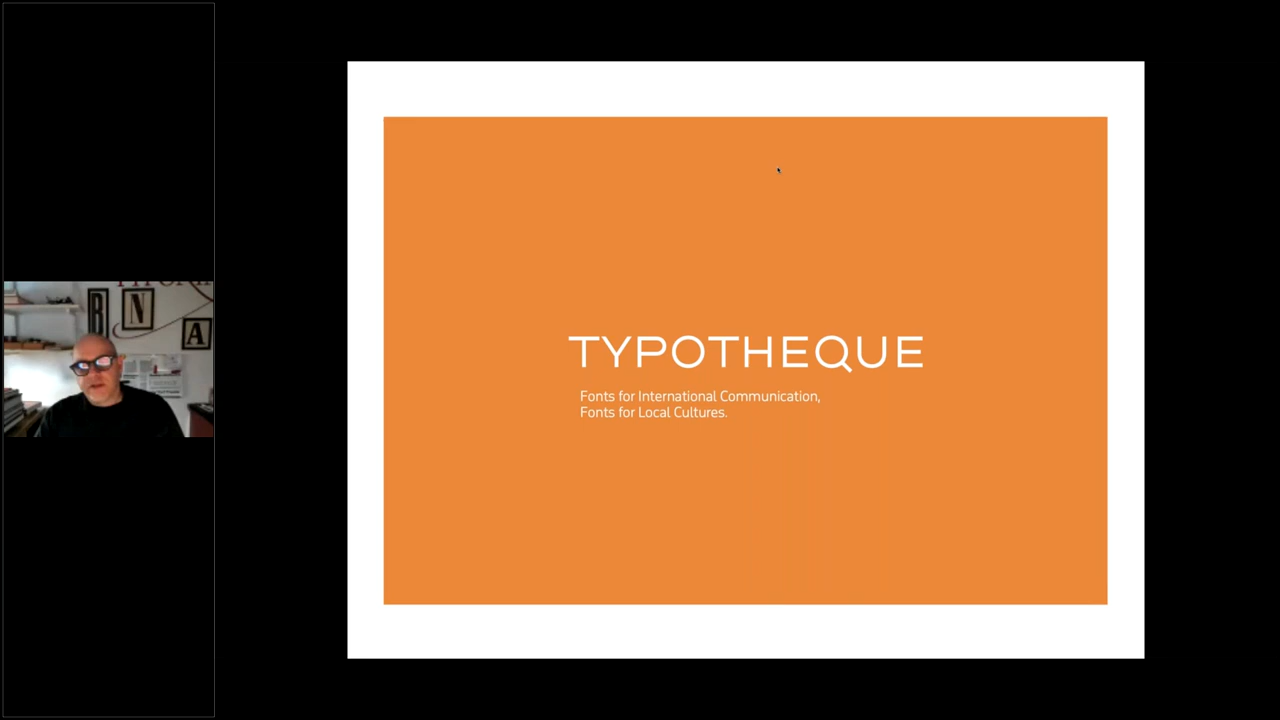 B
N
A
TYPOTHEQUE
Fonts for International Communication,
Fonts for Local Cultures.